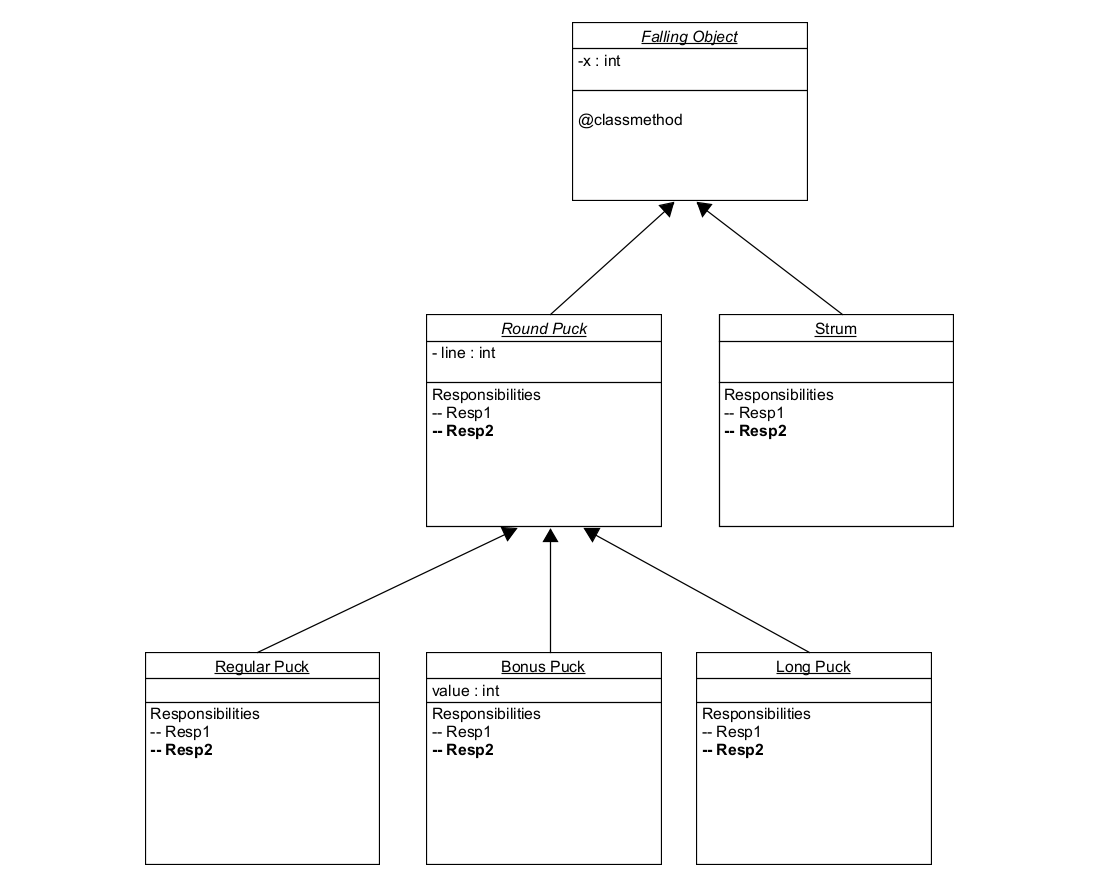 Falling Object
-x : int
@classmethod
Round Puck
- line : int
Responsibilities
-- Resp1
-- Resp2
Strum
Responsibilities
-- Resp1
-- Resp2
Regular Puck
Responsibilities
-- Resp1
-- Resp2
Bonus Puck
value : int
Responsibilities
-- Resp1
-- Resp2
Long Puck
Responsibilities
-- Resp1
-- Resp2